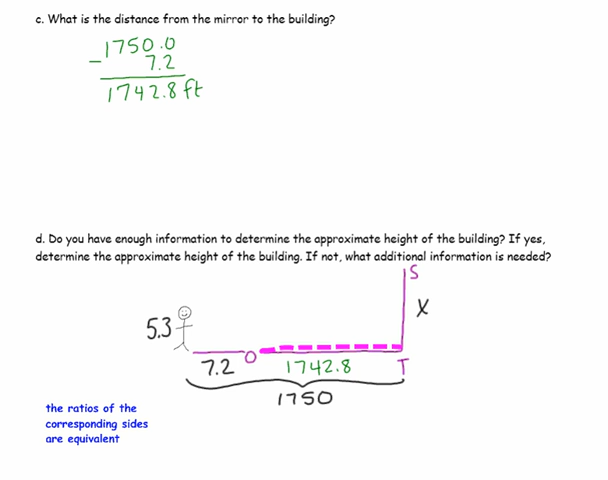 c. What is the distance from the mirror to the building?
1750.0
- 7.2
1742.8 ft
d. Do you have enough information to determine the approximate height of the building? If yes,
determine the approximate height of the building. If not, what additional information is needed?
S
X
5.3
O
7.2
1742.8
T
1750
the ratios of the
corresponding sides
are equivalent